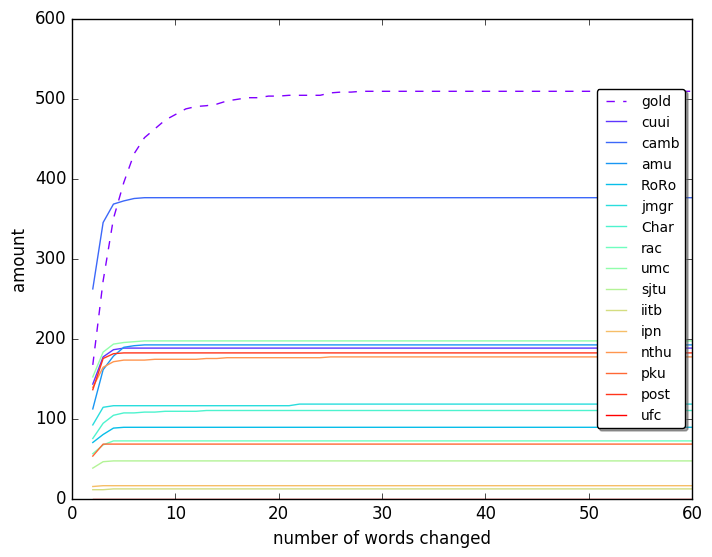 600
500
400
300
200
100
0
amount
0 10 20 30 40 50 60
number of words changed
gold
cuui
camb
amu
RoRo
jmgr
Char
rac
umc
sjtu
iitb
ipn
nthu
pku
post
ufc